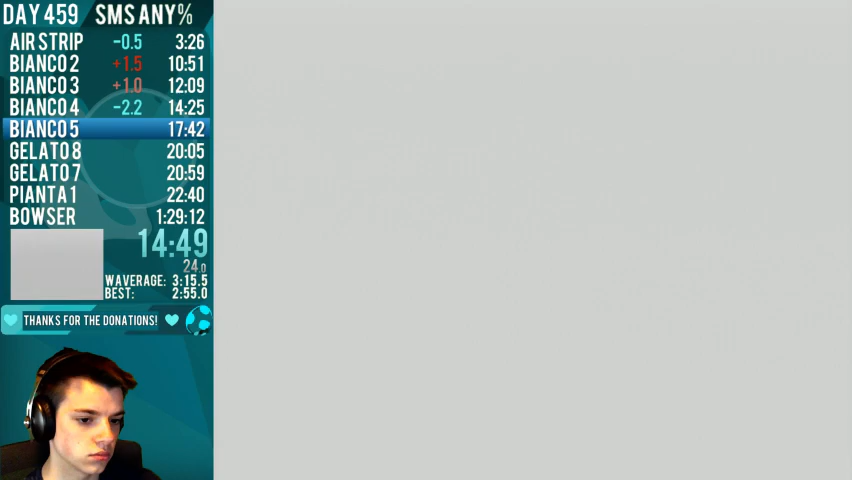 DAY 459 SMS ANY%
AIR STRIP -0.5 3:26
BIANCO 2 +1.5 10:51
BIANCO 3 +1.0 12:09
BIANCO 4 -2.2 14:25
BIANCO 5 17:42
GELATO 8 20:05
GELATO 7 20:59
PIANTA 1 22:40
BOWSER 1:29:12
14:49
24.0
WAVERAGE: 3:15.5
BEST: 2:55.0
THANKS FOR THE DONATIONS!